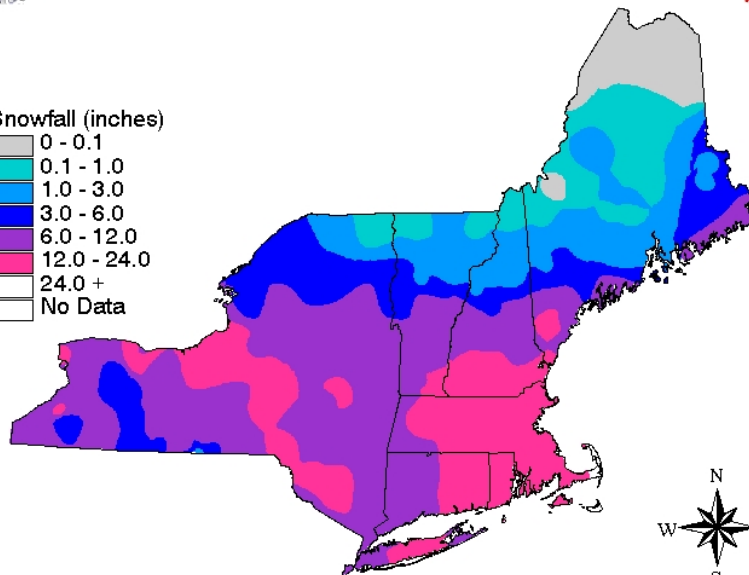 Snowfall (inches)
0 - 0.1
0.1 - 1.0
1.0 - 3.0
3.0 - 6.0
6.0 - 12.0
12.0 - 24.0
24.0 +
No Data
N
W
S